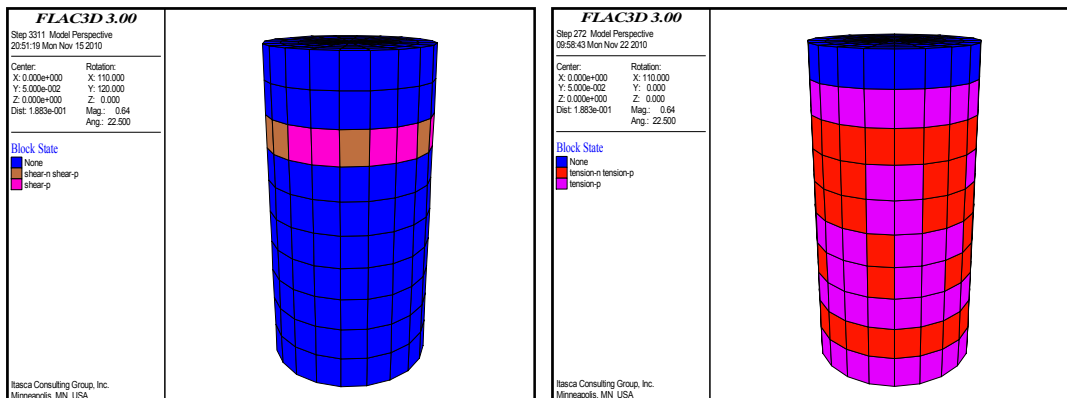 FLAC3D 3.00
Step 3311 Model Perspective
20:51:19 Mon Nov 15 2010
Center:
X: 0.000e+000
Y: 5.000e-002
Z: 0.000e+000
Dist: 1.883e-001
Rotation:
X: 110.000
Y: 120.000
Z: 0.000
Mag.: 0.64
Ang.: 22.500
Block State
None
shear-n shear-p
shear-p
Itasca Consulting Group, Inc.
Minneapolis, MN USA
FLAC3D 3.00
Step 272 Model Perspective
09:58:43 Mon Nov 22 2010
Center:
X: 0.000e+000
Y: 5.000e-002
Z: 0.000e+000
Dist: 1.883e-001
Rotation:
X: 110.000
Y: 0.000
Z: 0.000
Mag.: 0.64
Ang.: 22.500
Block State
None
tension-n tension-p
tension-p
Itasca Consulting Group, Inc.
Minneapolis, MN USA